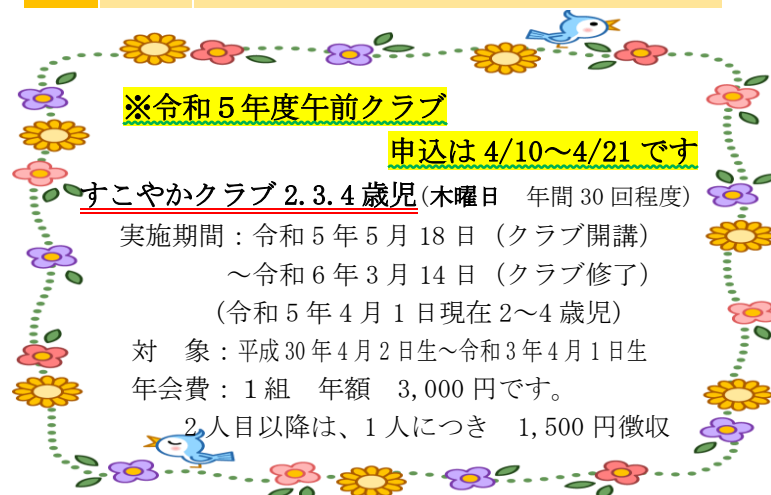 ※令和５年度午前クラブ
申込は 4/10～4/21 です
すこやかクラブ 2.3.4 歳児(木曜日　年間 30 回程度)
実施期間：令和 5 年 5 月 18 日（クラブ開講）
～令和 6 年 3 月 14 日（クラブ修了）
（令和 5 年 4 月 1 日現在 2～4 歳児）
対　象：平成 30 年 4 月 2 日生～令和 3 年 4 月 1 日生
年会費：１組　年額　3,000 円です。
2 人目以降は、1 人につき　1,500 円徴収